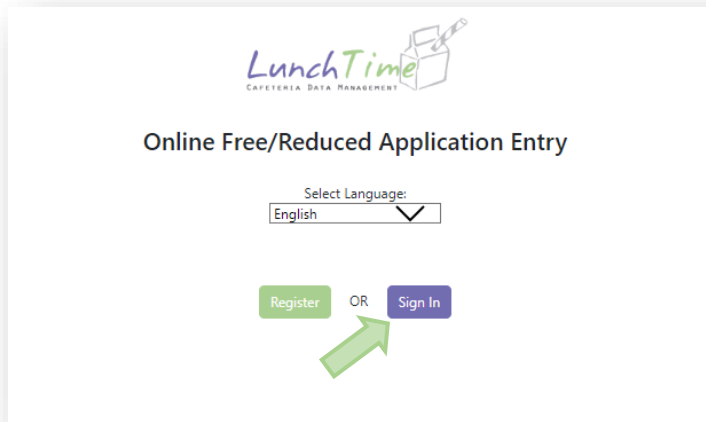 LunchTime
CAFETERIA DATA MANAGEMENT
Online Free/Reduced Application Entry
Select Language:
English
Register OR Sign In